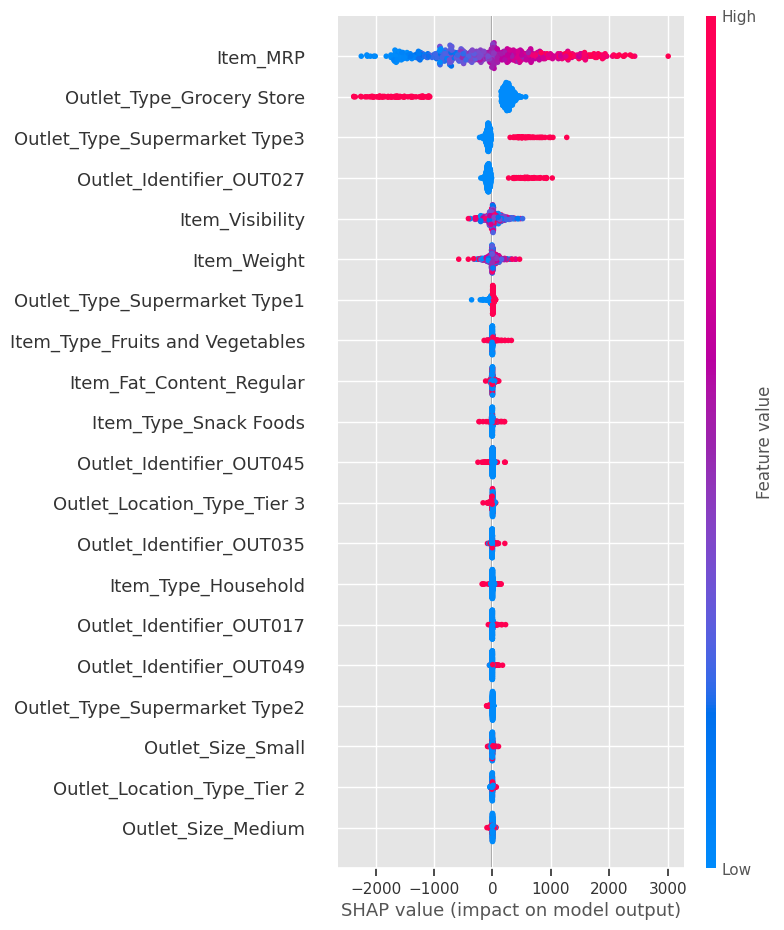 High
Item_MRP
Outlet_Type_Grocery Store
Outlet_Type_Supermarket Type3
Outlet_Identifier_OUT027
Item_Visibility
Item_Weight
Outlet_Type_Supermarket Type1
Item_Type_Fruits and Vegetables
Item_Fat_Content_Regular
Item_Type_Snack Foods
Outlet_Identifier_OUT045
Outlet_Location_Type_Tier 3
Outlet_Identifier_OUT035
Item_Type_Household
Outlet_Identifier_OUT017
Outlet_Identifier_OUT049
Outlet_Type_Supermarket Type2
Outlet_Size_Small
Outlet_Location_Type_Tier 2
Outlet_Size_Medium
Feature value
Low
−2000 −1000 0 1000 2000 3000
SHAP value (impact on model output)